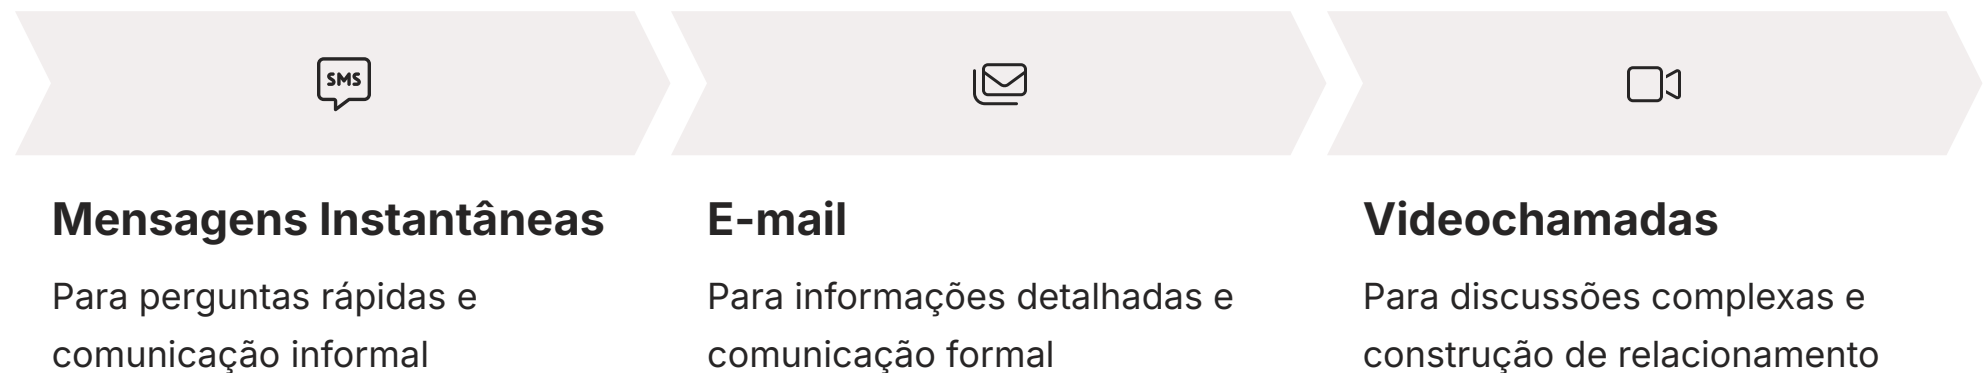 SMS
Mensagens Instantâneas
Para perguntas rápidas e
comunicação informal
E-mail
Para informações detalhadas e
comunicação formal
Videochamadas
Para discussões complexas e
construção de relacionamento